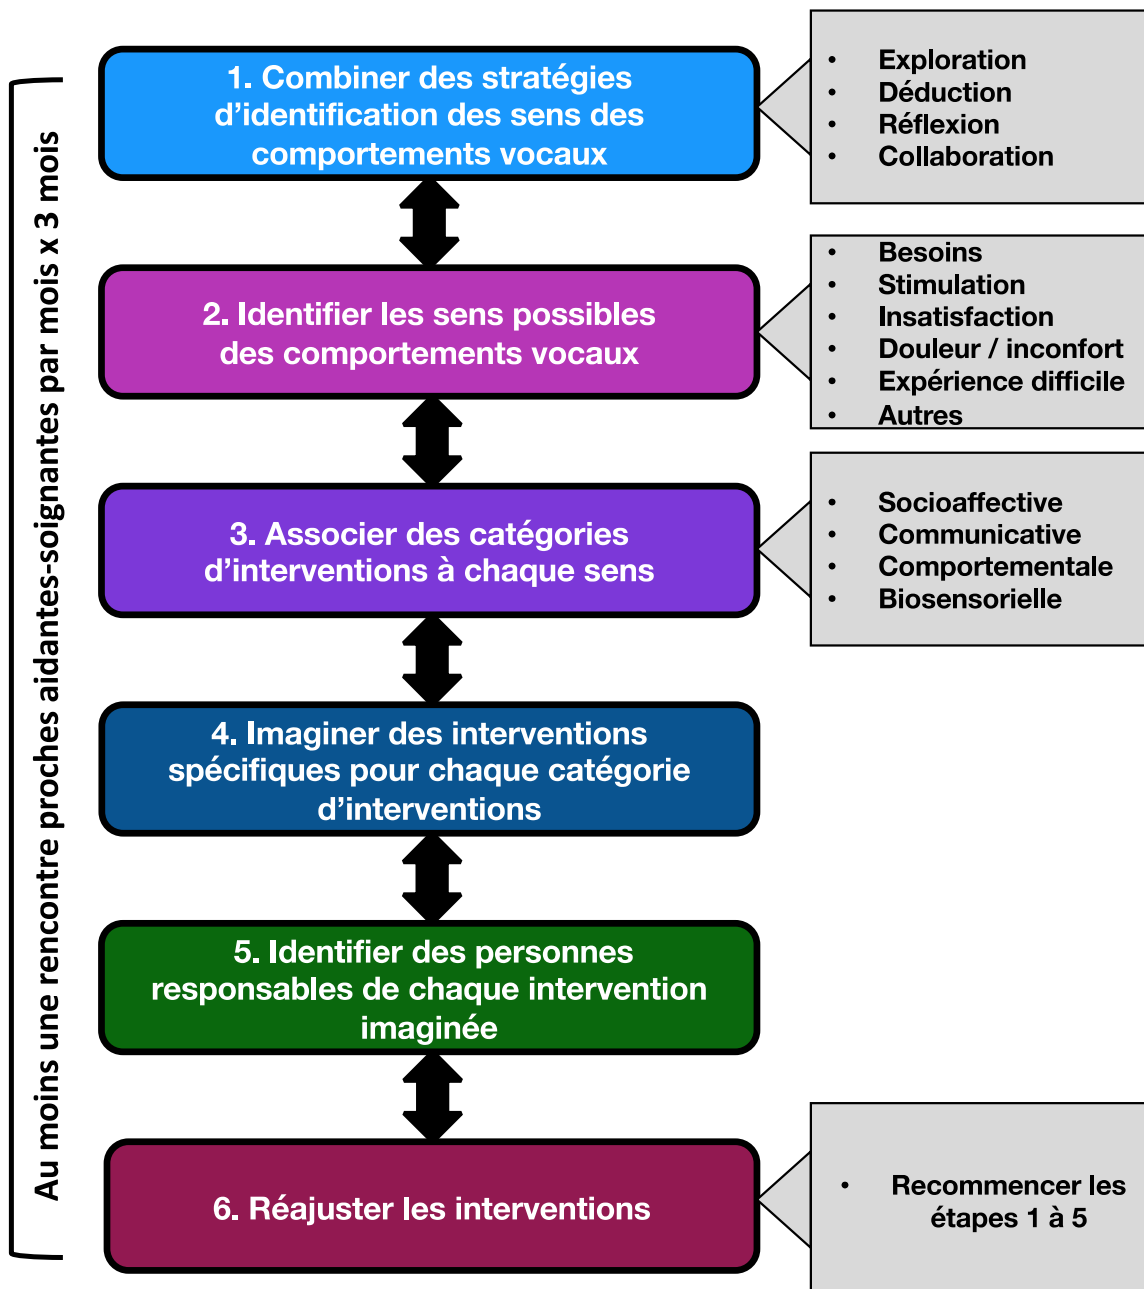 Au moins une rencontre proches aidantes-soignantes par mois x 3 mois
1. Combiner des stratégies
d’identification des sens des
comportements vocaux
• Exploration
• Déduction
• Réflexion
• Collaboration
2. Identifier les sens possibles
des comportements vocaux
• Besoins
• Stimulation
• Insatisfaction
• Douleur / inconfort
• Expérience difficile
• Autres
3. Associer des catégories
d’interventions à chaque sens
• Socioaffective
• Communicative
• Comportementale
• Biosensorielle
4. Imaginer des interventions
spécifiques pour chaque catégorie
d’interventions
5. Identifier des personnes
responsables de chaque intervention
imaginée
6. Réajuster les interventions
• Recommencer les
étapes 1 à 5